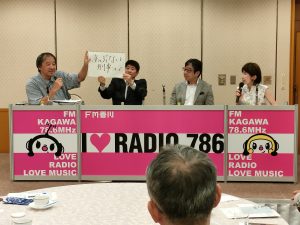 FM
KAGAWA
78.6MHz
LOVE
RADIO
LOVE MUSIC
FM香川
I♥RADIO 786
FM
KAGAWA
78.6MHz
LOVE
RADIO
LOVE MUSIC